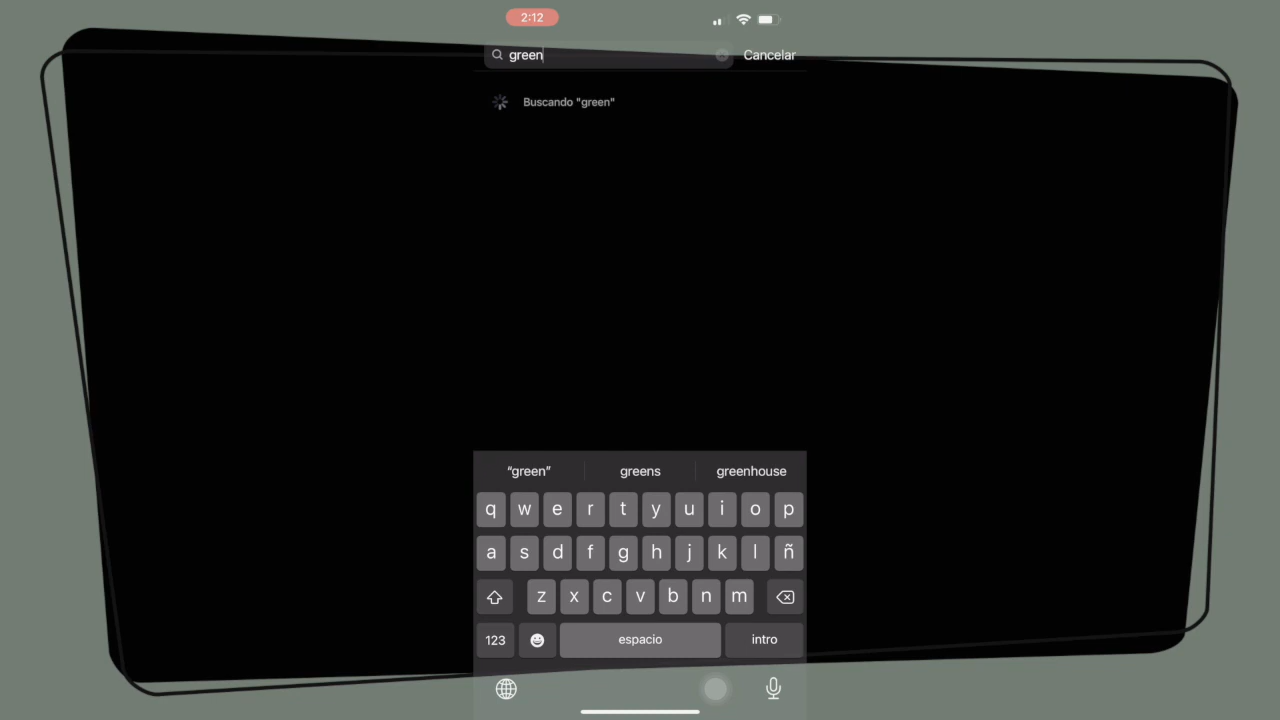 2:12
green
Cancelar
Buscando "green"
“green” greens greenhouse
q w e r t y u i o p
a s d f g h j k l ñ
z x c v b n m
123 espacio intro